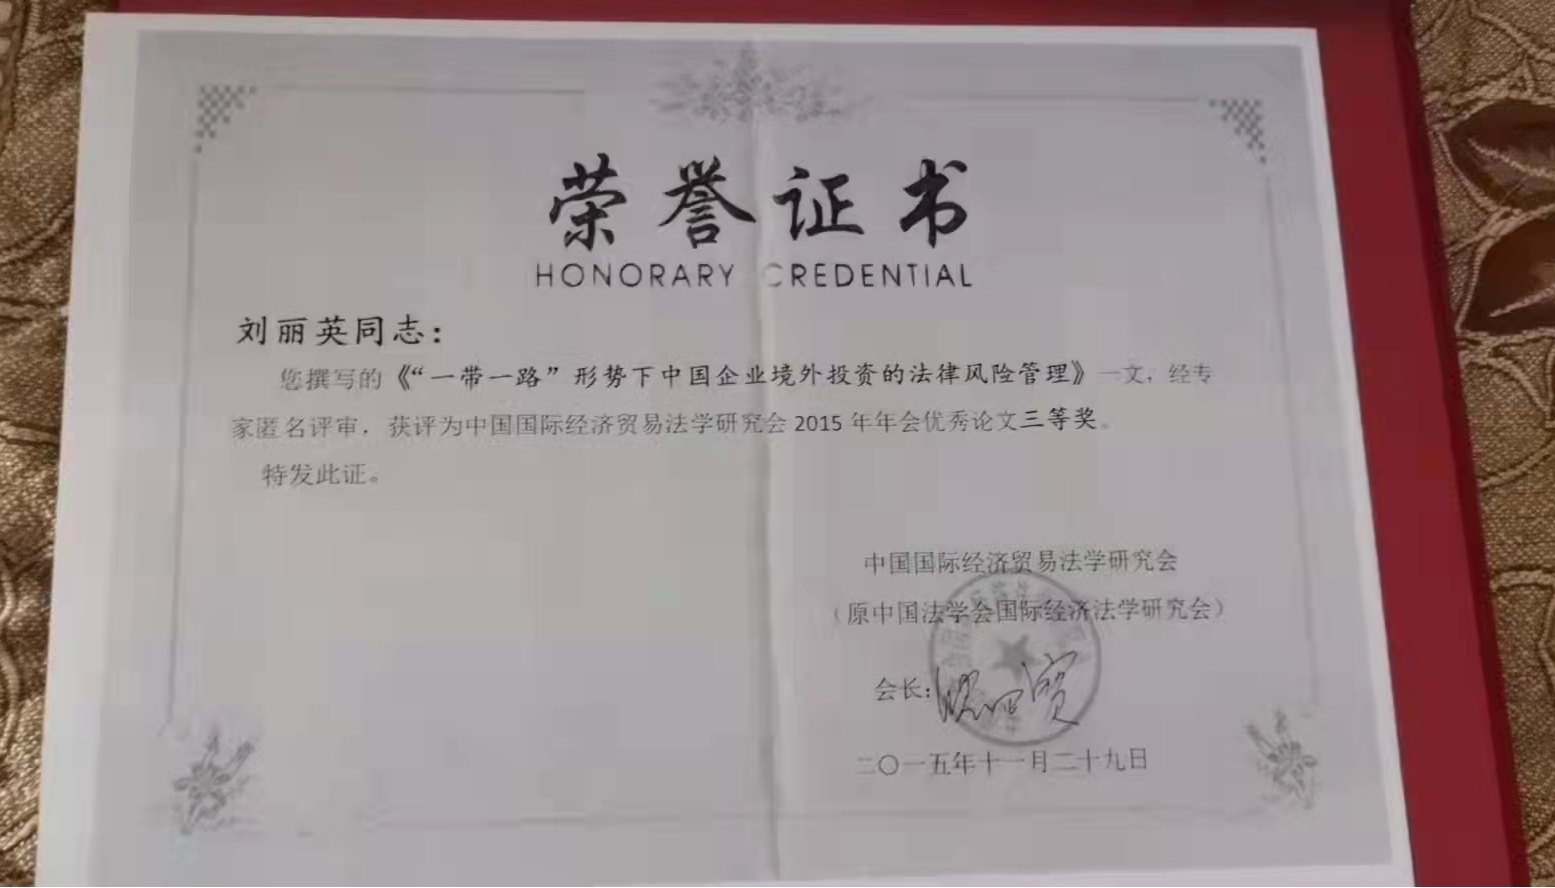 荣誉证书
HONORARY CREDENTIAL
刘丽英同志：
您撰写的《“一带一路”形势下中国企业境外投资的法律风险管理》一文，经专
家匿名评审，获评为中国国际经济贸易法学研究会 2015 年年会优秀论文三等奖。
特发此证。
中国国际经济贸易法学研究会
（原中国法学会国际经济法学研究会）
会长：
二〇一五年十一月二十九日